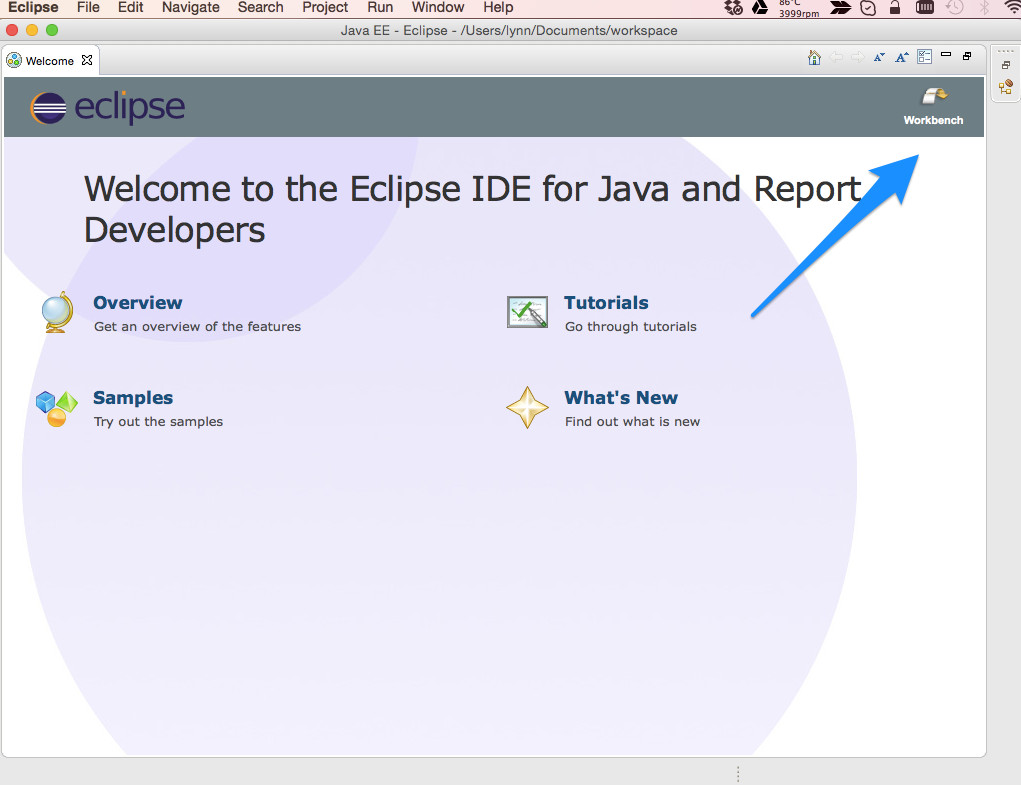 Eclipse File Edit Navigate Search Project Run Window Help
86°C
3999rpm
Java EE - Eclipse - /Users/lynn/Documents/workspace
Welcome
eclipse
Workbench
Welcome to the Eclipse IDE for Java and Report
Developers
Overview
Get an overview of the features
Tutorials
Go through tutorials
Samples
Try out the samples
What's New
Find out what is new